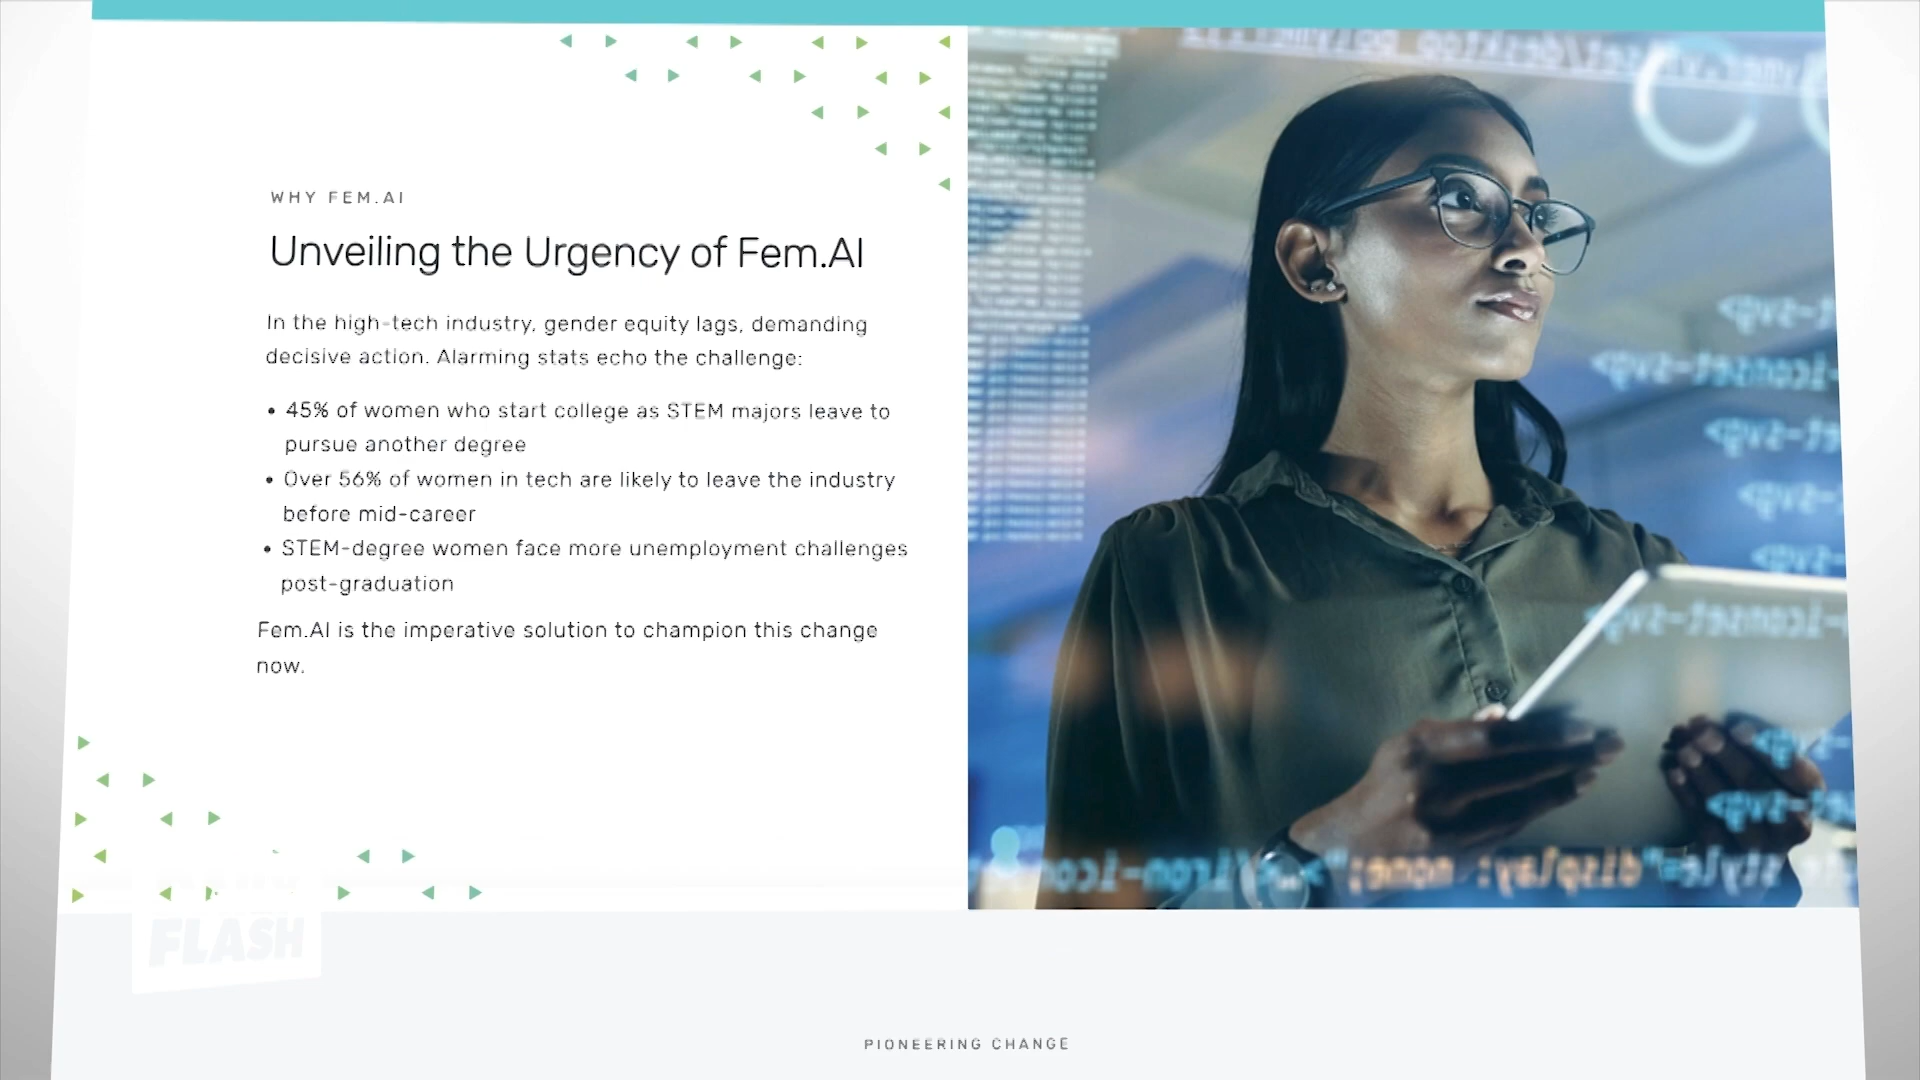 WHY FEM.AI
Unveiling the Urgency of Fem.AI
In the high-tech industry, gender equity lags, demanding
decisive action. Alarming stats echo the challenge:
• 45% of women who start college as STEM majors leave to
pursue another degree
• Over 56% of women in tech are likely to leave the industry
before mid-career
• STEM-degree women face more unemployment challenges
post-graduation
Fem.AI is the imperative solution to champion this change
now.
FLASH
PIONEERING CHANGE